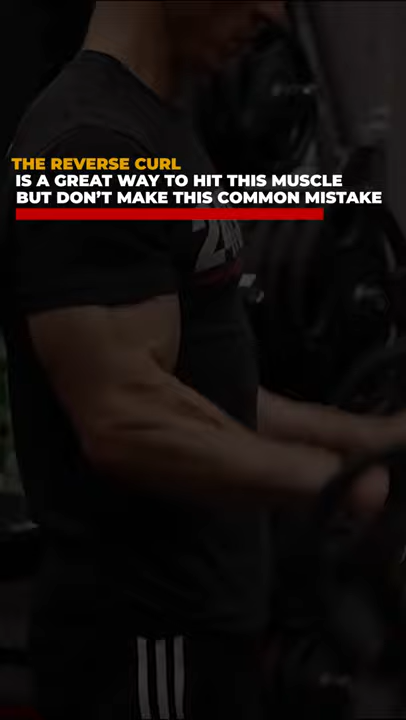 THE REVERSE CURL
IS A GREAT WAY TO HIT THIS MUSCLE
BUT DON'T MAKE THIS COMMON MISTAKE